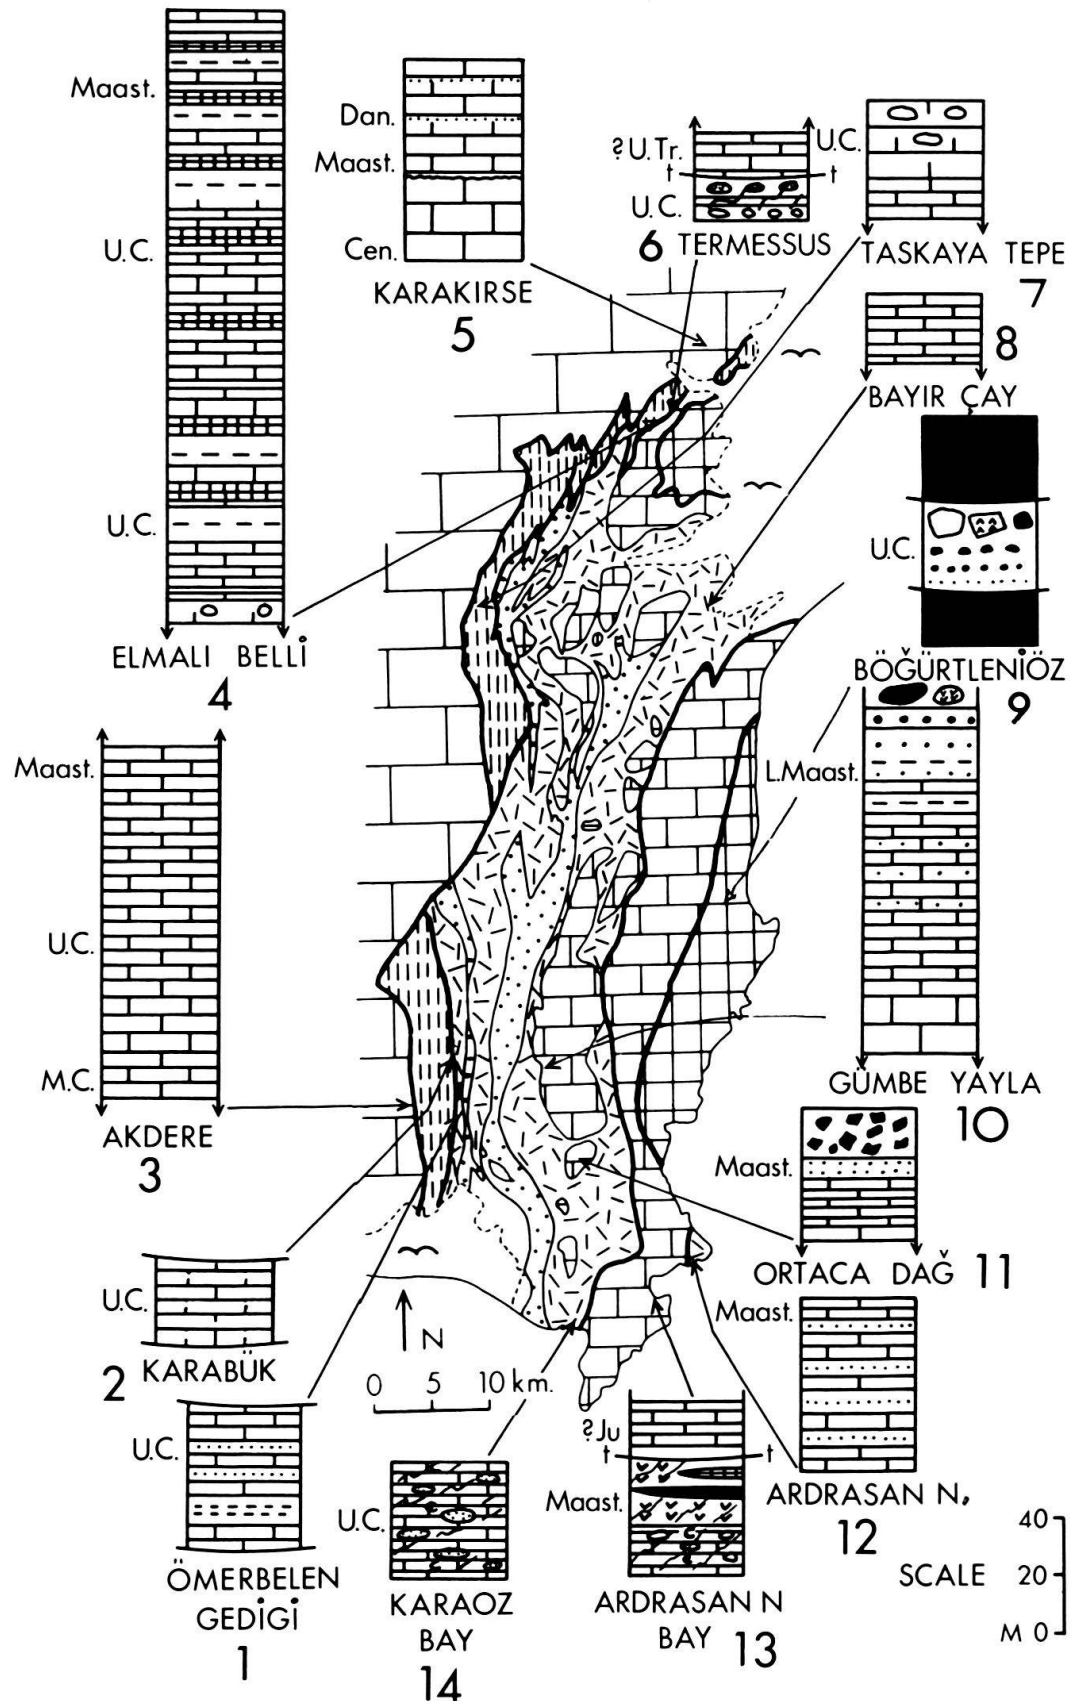 Maast.
U.C.
U.C.
ELMALI BELLİ
4
Dan.
Maast.
Cen.
KARAKIRSE
5
?U.Tr.
t
t
U.C.
6 TERMESSUS
U.C.
TASKAYA TEPE
7
8
BAYIR ÇAY
U.C.
BÖĞÜRTLENİÖZ
9
L.Maast.
GÜMBE YAYLA
10
Maast.
U.C.
M.C.
AKDERE
3
Maast.
ORTACA DAĞ 11
U.C.
2 KARABÜK
N
0 5 10 km.
Maast.
ARDRASAN N,
12
U.C.
ÖMERBELEN
GEDİGİ
1
U.C.
KARAOZ
BAY
14
?Ju
t
t
Maast.
ARDRASAN N
BAY 13
40
SCALE 20
M 0